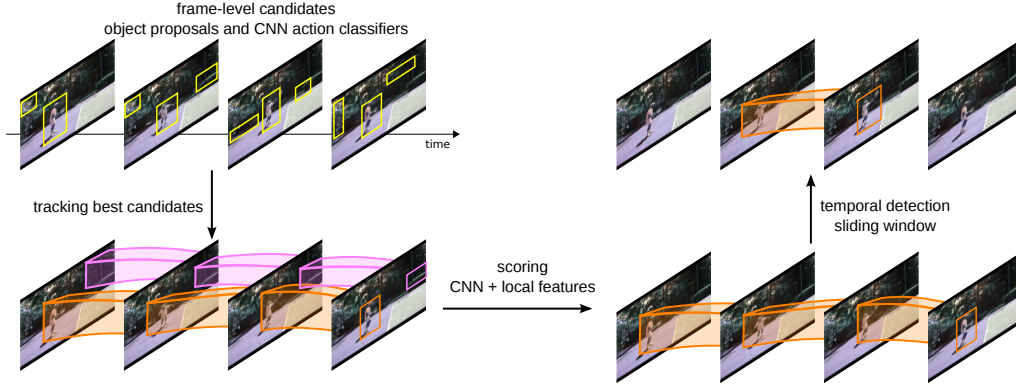 frame-level candidates
object proposals and CNN action classifiers
time
tracking best candidates
scoring
CNN + local features
temporal detection
sliding window